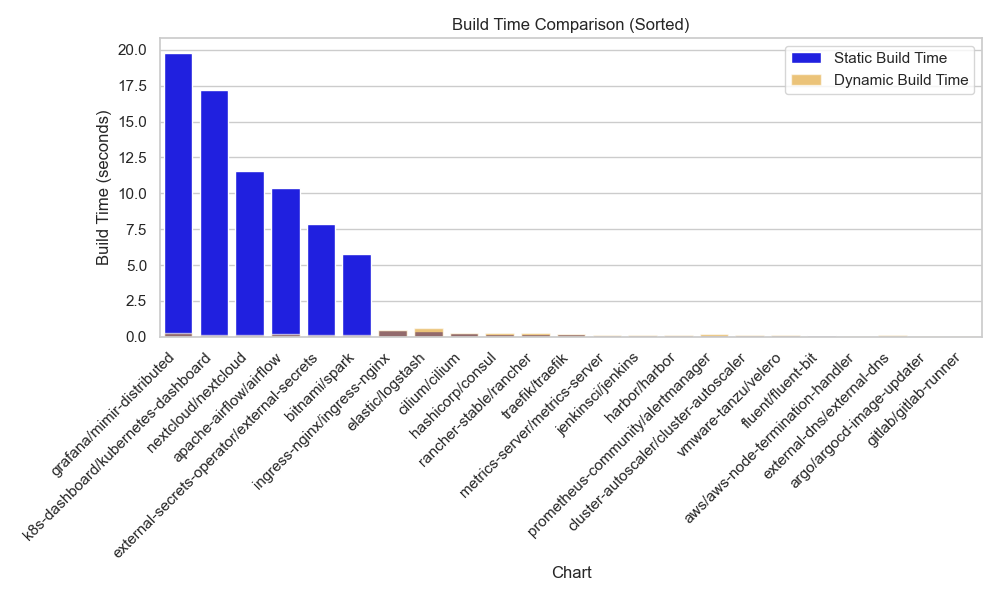 Build Time Comparison (Sorted)
Static Build Time
Dynamic Build Time
Build Time (seconds)
20.0
17.5
15.0
12.5
10.0
7.5
5.0
2.5
0.0
grafana/mimir-distributed
k8s-dashboard/kubernetes-dashboard
nextcloud/nextcloud
apache-airflow/airflow
external-secrets-operator/external-secrets
bitnami/spark
ingress-nginx/ingress-nginx
elastic/logstash
cilium/cilium
hashicorp/consul
rancher-stable/rancher
traefik/traefik
metrics-server/metrics-server
jenkinsci/jenkins
harbor/harbor
prometheus-community/alertmanager
cluster-autoscaler/cluster-autoscaler
vmware-tanzu/velero
fluent/fluent-bit
aws/aws-node-termination-handler
external-dns/external-dns
argo/argocd-image-updater
gitlab/gitlab-runner
Chart